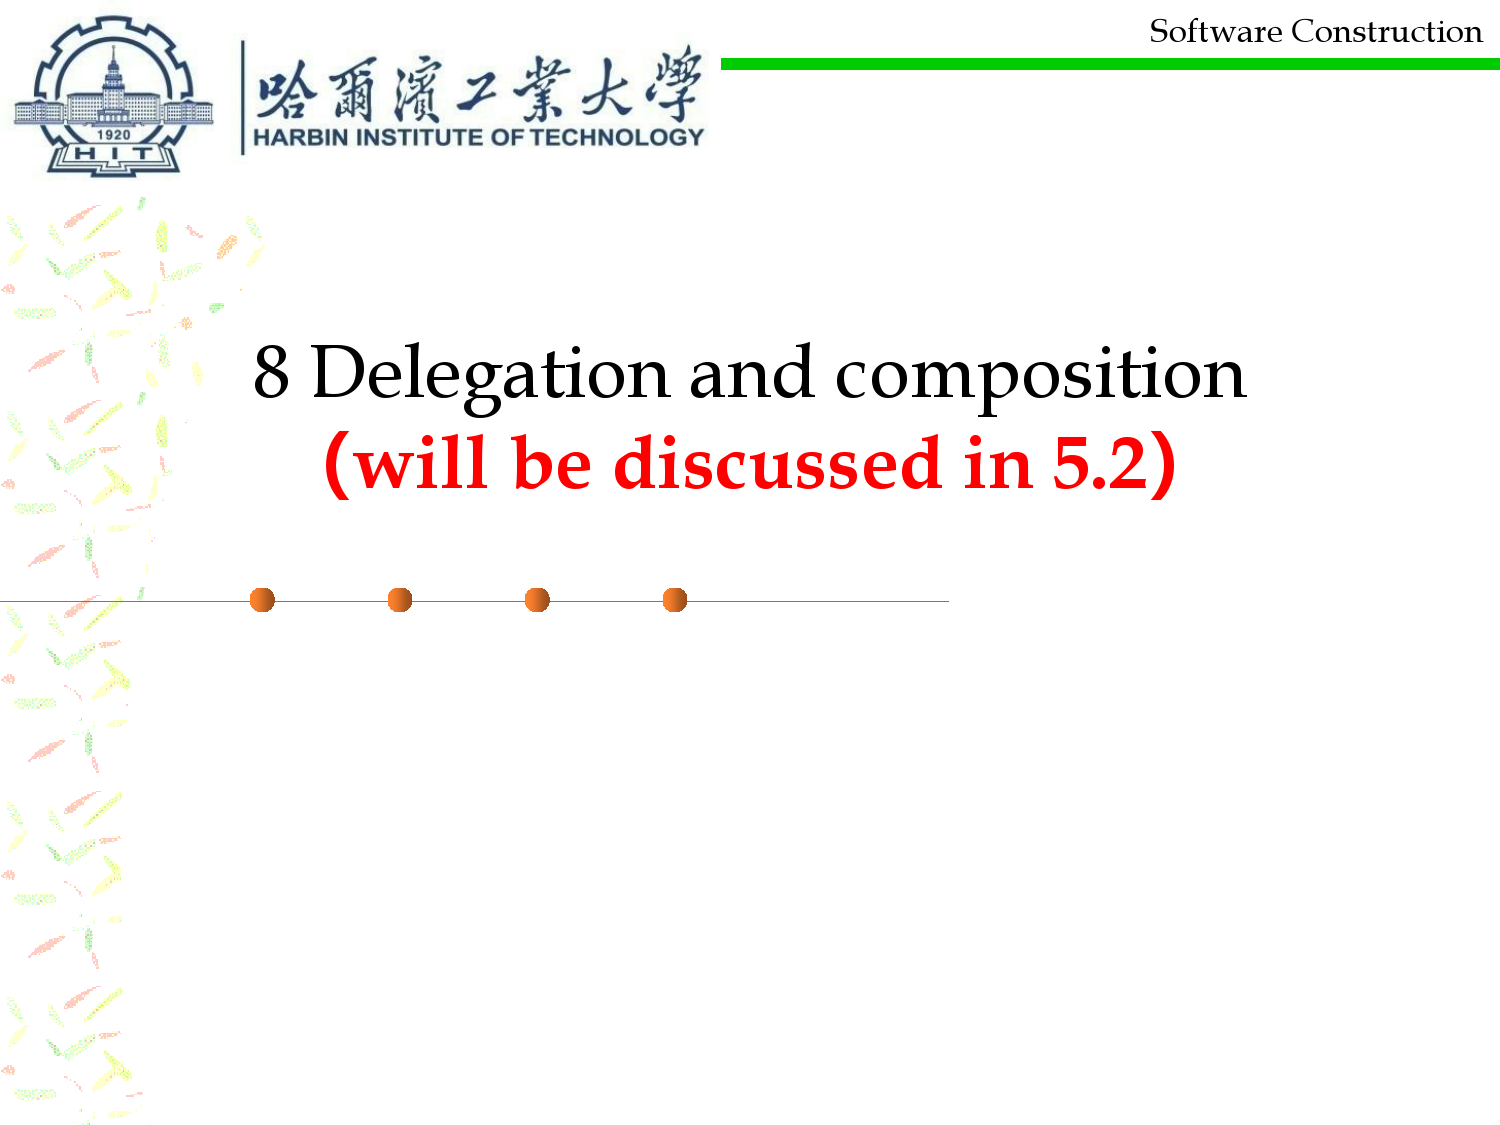 Software Construction
哈爾濱工業大學
HARBIN INSTITUTE OF TECHNOLOGY
1920
HIT
8 Delegation and composition
(will be discussed in 5.2)